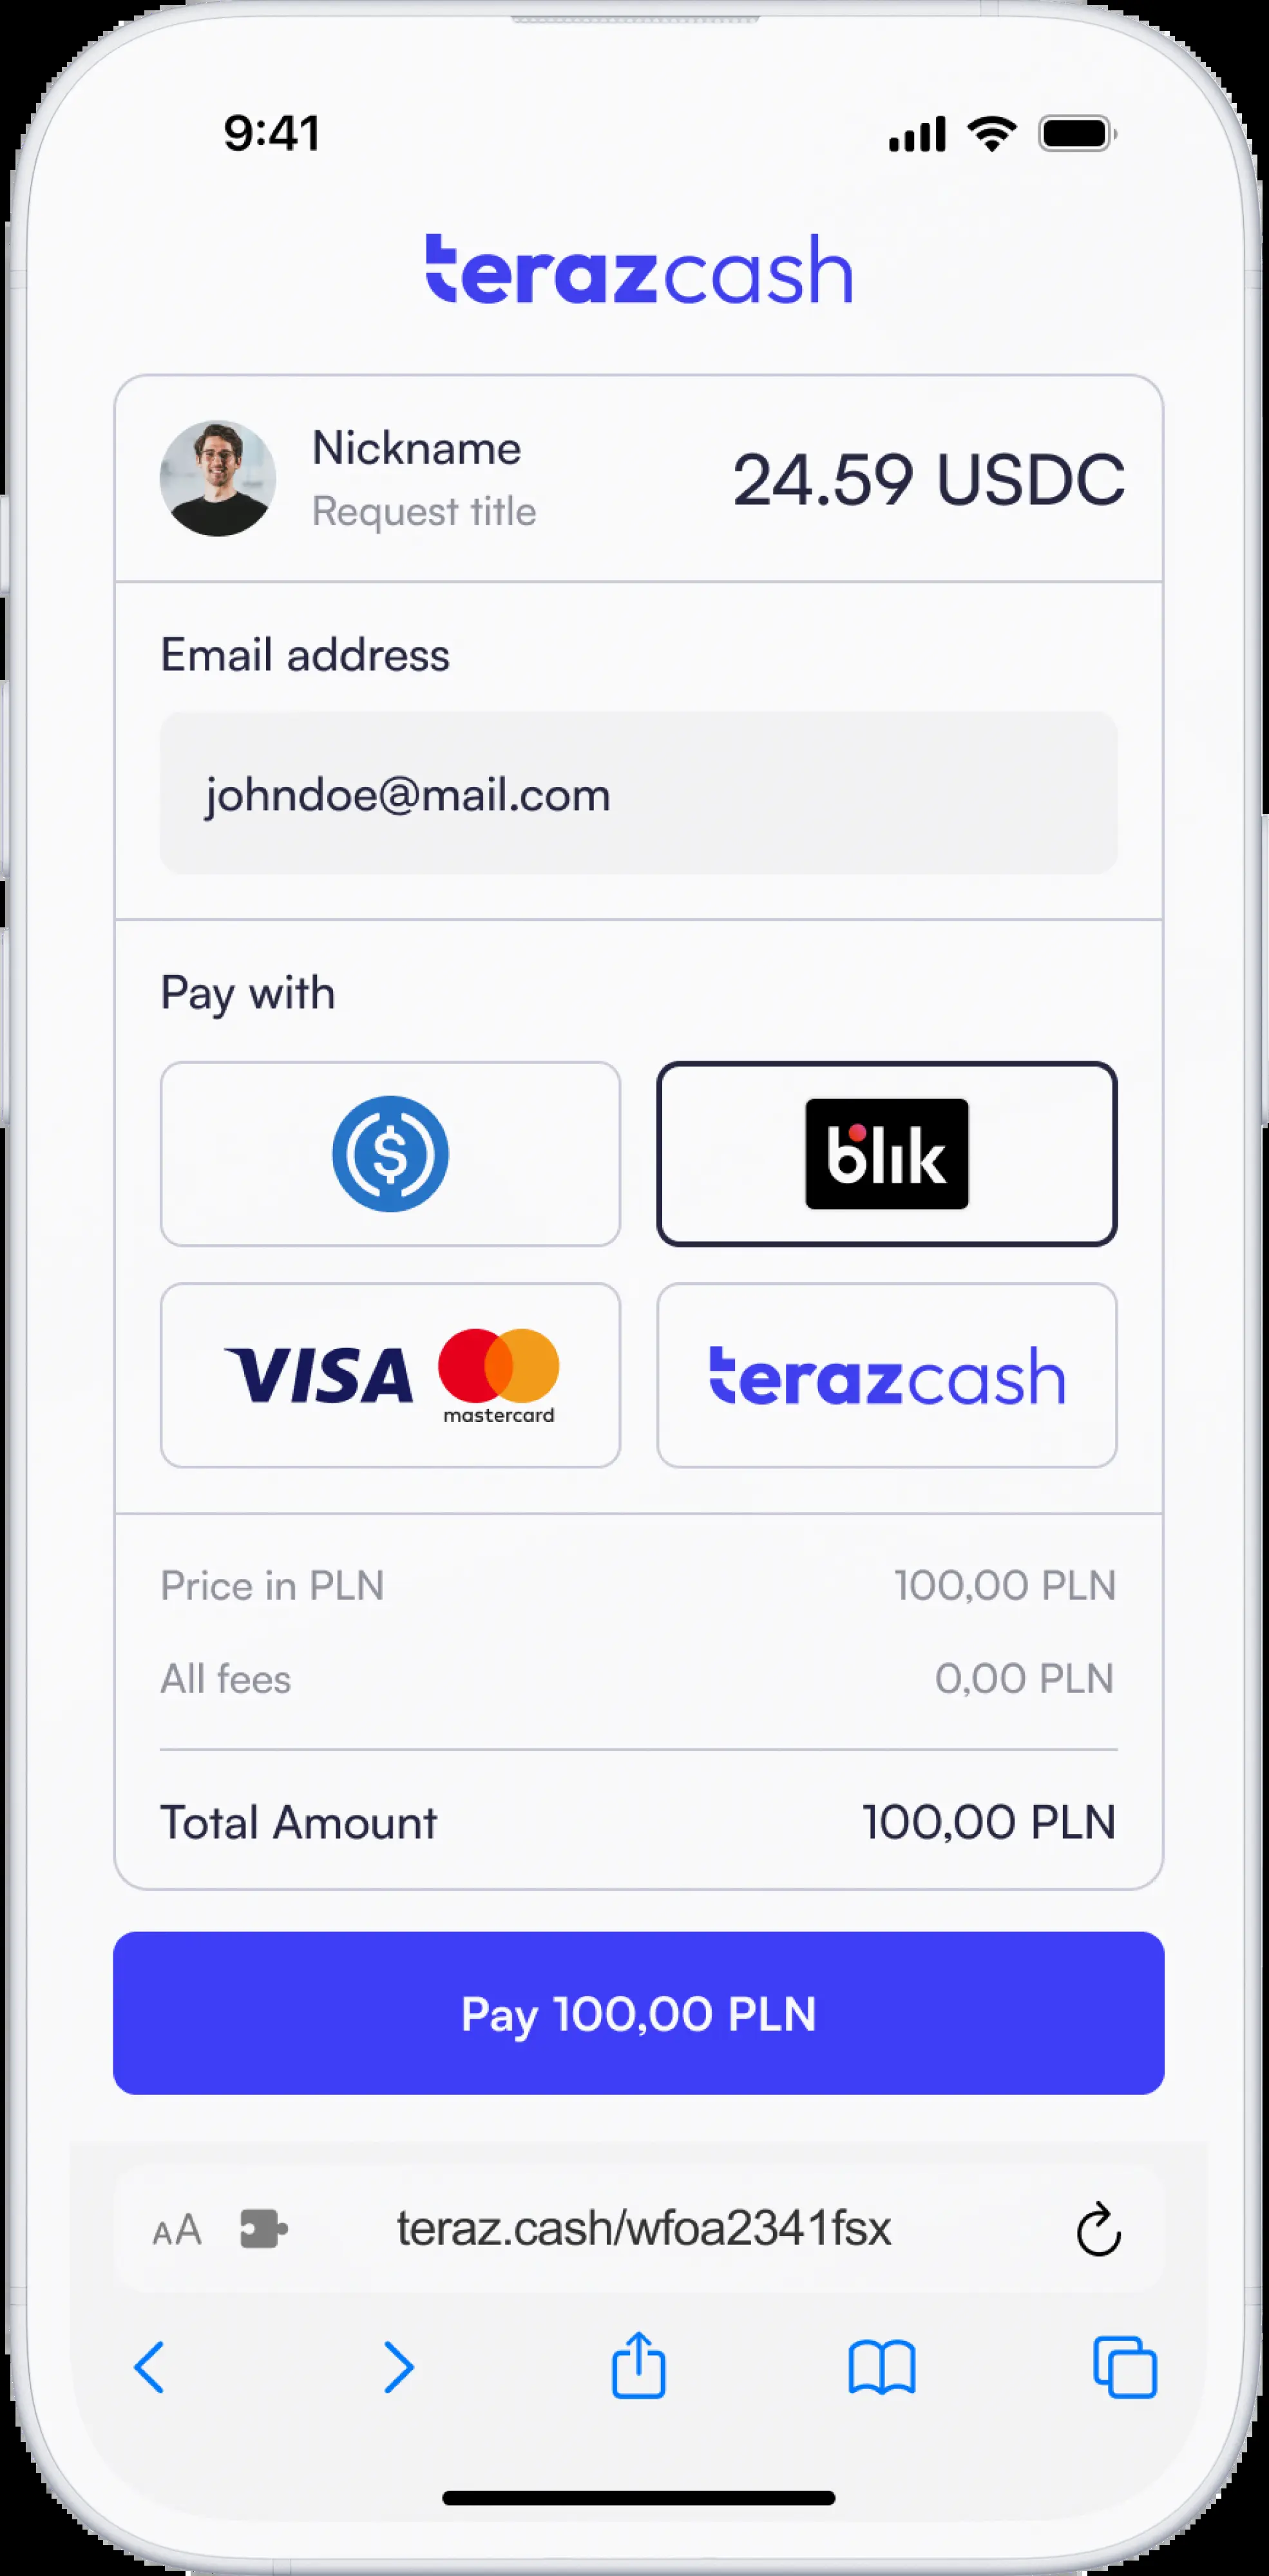 9:41
terazcash
Nickname
24.59 USDC
Request title
Email address
johndoe@mail.com
Pay with
$
blik
VISA
mastercard
terazcash
Price in PLN
100,00 PLN
All fees
0,00 PLN
Total Amount
100,00 PLN
Pay 100,00 PLN
AA
teraz.cash/wfoa2341fsx